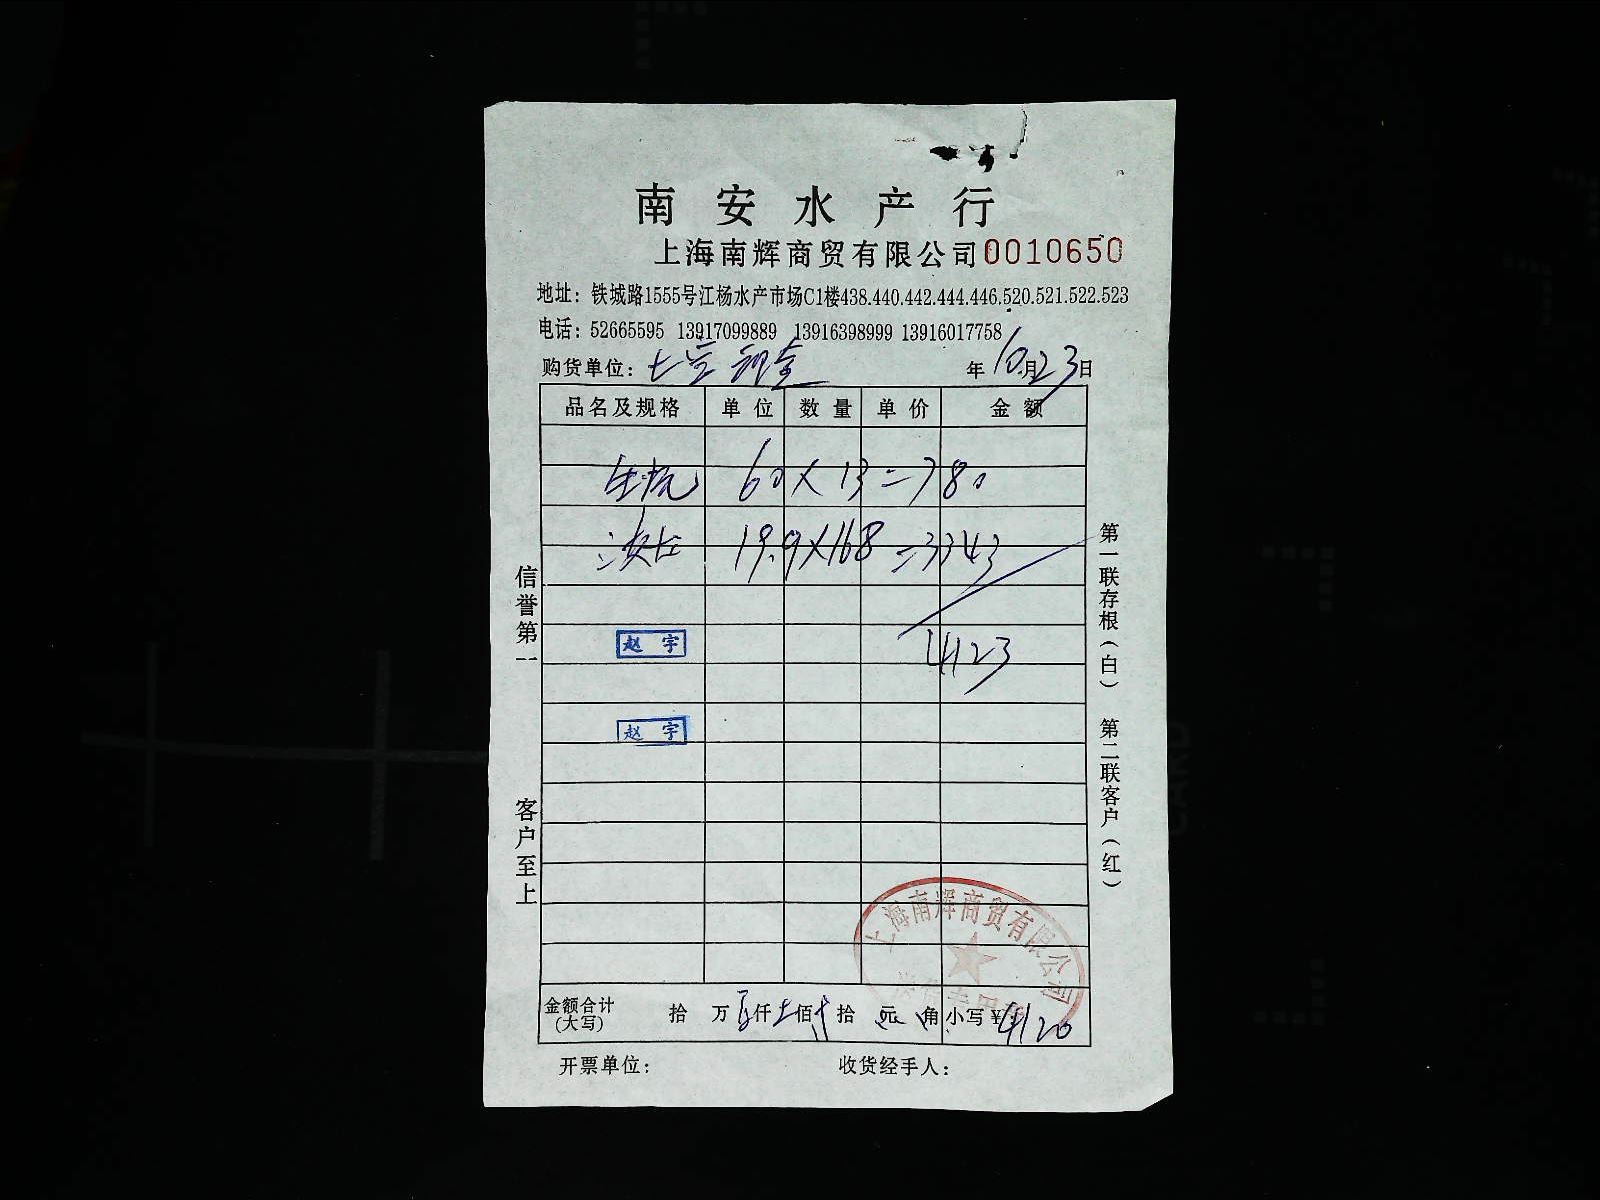 南安水产行
上海南辉商贸有限公司 0010650
地址：铁城路1555号江杨水产市场C1楼438.440.442.444.446.520.521.522.523
电话：52665595 13917099889 13916398999 13916017758
购货单位： 年10月23日
品名及规格 单位 数量 单价 金额
60×13=780
19.9×168=3343
4123
赵宇
赵宇
信誉第一
客户至上
第一联存根（白）
第二联客户（红）
上海南辉商贸有限公司
金额合计(大写) 拾 万 仟 佰 拾 元 角 小写¥：4120
开票单位： 收货经手人：